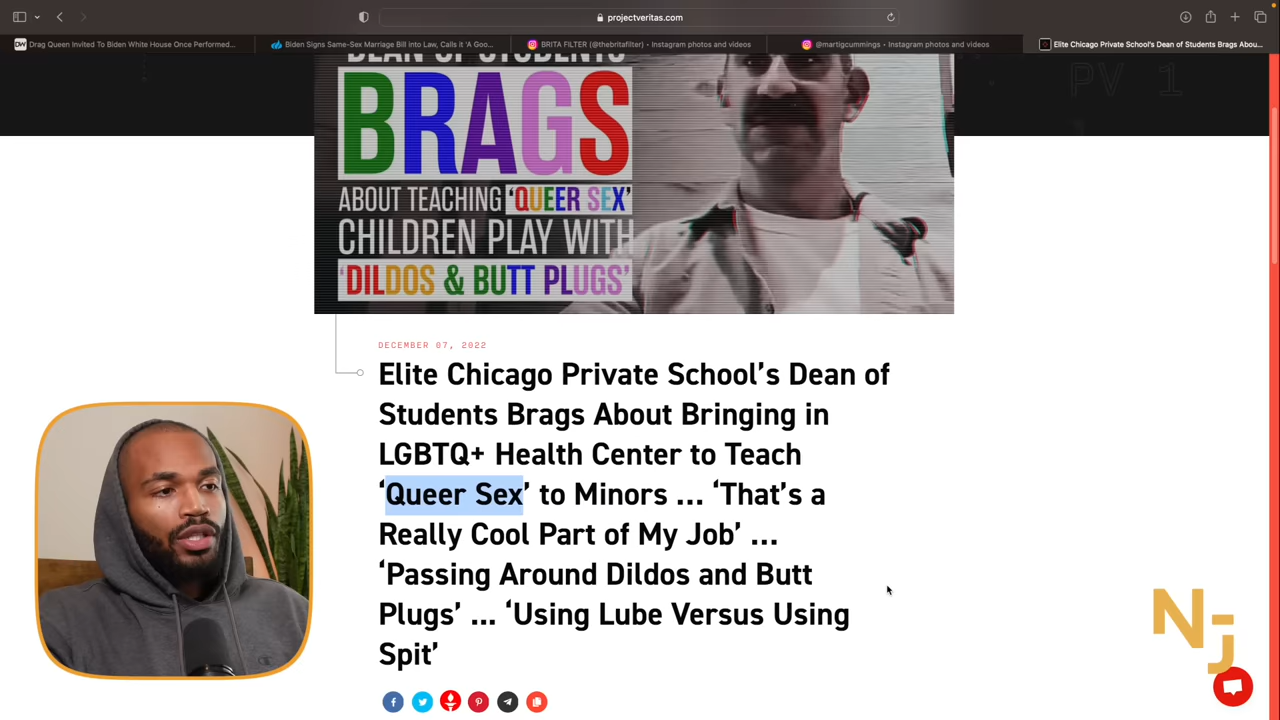 projectveritas.com
Drag Queen Invited To Biden White House Once Performed...
Biden Signs Same-Sex Marriage Bill into Law, Calls it 'A Goo...
BRITA FILTER (@thebritafilter) • Instagram photos and videos
@martigcummings • Instagram photos and videos
Elite Chicago Private School's Dean of Students Brags Abou...
PV 1
DEAN OF STUDENTS
BRAGS
ABOUT TEACHING 'QUEER SEX'
CHILDREN PLAY WITH
'DILDOS & BUTT PLUGS'
DECEMBER 07, 2022
Elite Chicago Private School's Dean of
Students Brags About Bringing in
LGBTQ+ Health Center to Teach
'Queer Sex' to Minors … 'That's a
Really Cool Part of My Job' …
'Passing Around Dildos and Butt
Plugs' … 'Using Lube Versus Using
Spit'
N-J